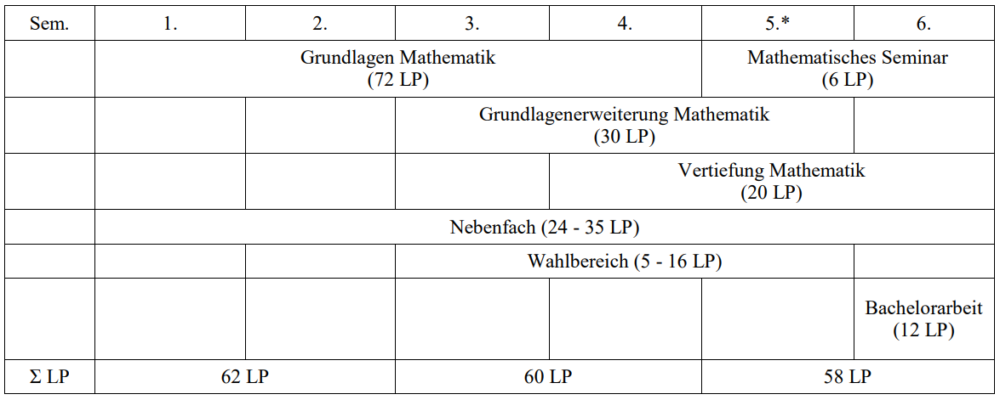 Sem. 1. 2. 3. 4. 5.* 6.
Grundlagen Mathematik
(72 LP)
Mathematisches Seminar
(6 LP)
Grundlagenerweiterung Mathematik
(30 LP)
Vertiefung Mathematik
(20 LP)
Nebenfach (24 - 35 LP)
Wahlbereich (5 - 16 LP)
Bachelorarbeit
(12 LP)
Σ LP 62 LP 60 LP 58 LP